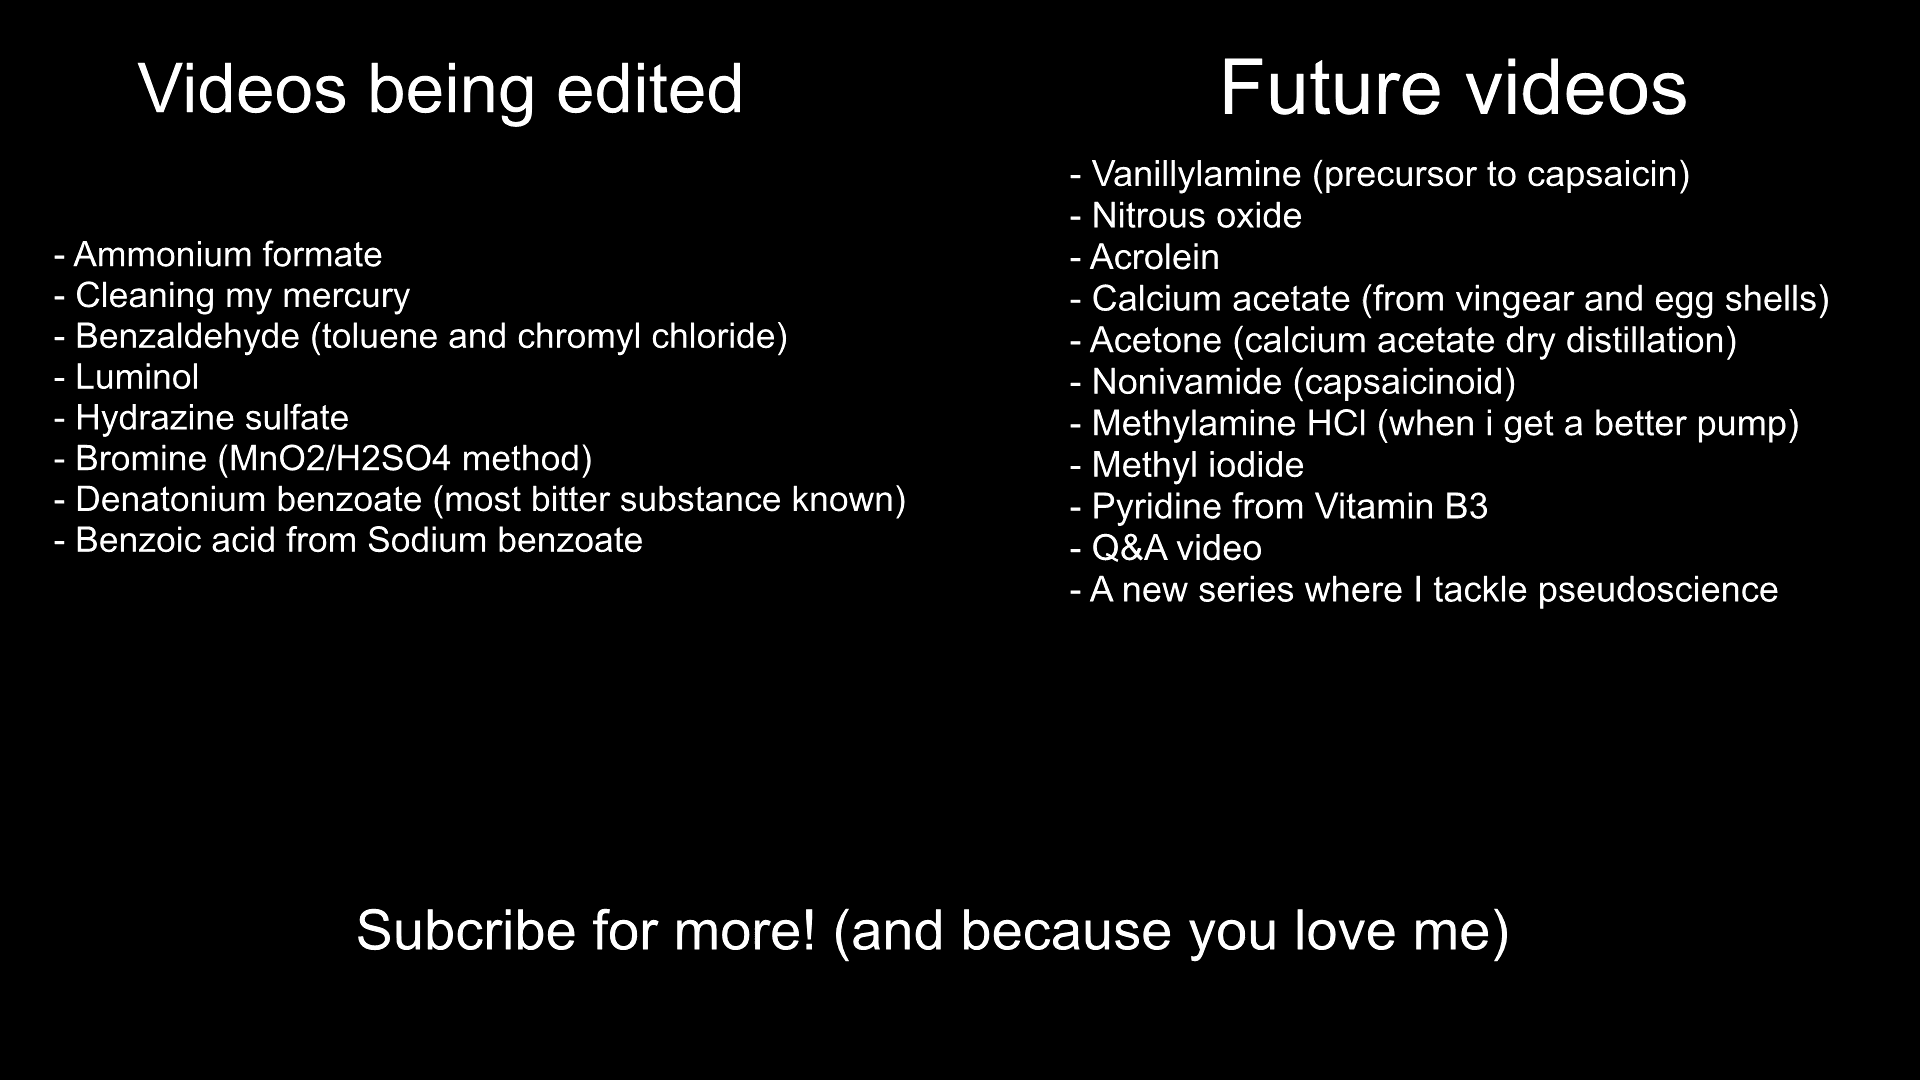 Videos being edited
- Ammonium formate
- Cleaning my mercury
- Benzaldehyde (toluene and chromyl chloride)
- Luminol
- Hydrazine sulfate
- Bromine (MnO2/H2SO4 method)
- Denatonium benzoate (most bitter substance known)
- Benzoic acid from Sodium benzoate
Future videos
- Vanillylamine (precursor to capsaicin)
- Nitrous oxide
- Acrolein
- Calcium acetate (from vingear and egg shells)
- Acetone (calcium acetate dry distillation)
- Nonivamide (capsaicinoid)
- Methylamine HCl (when i get a better pump)
- Methyl iodide
- Pyridine from Vitamin B3
- Q&A video
- A new series where I tackle pseudoscience
Subcribe for more! (and because you love me)